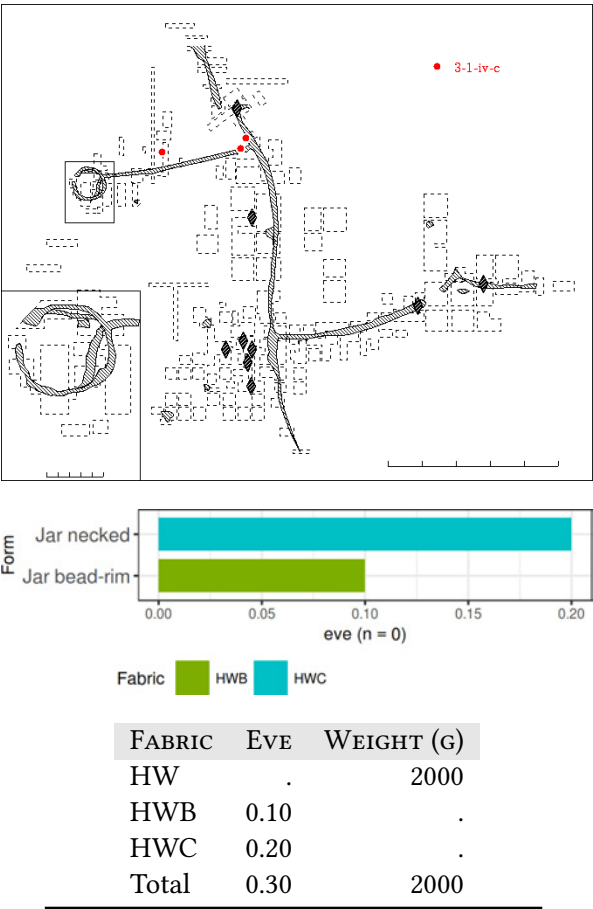 3-1-iv-c
Form
Jar necked
Jar bead-rim
0.00 0.05 0.10 0.15 0.20
eve (n = 0)
Fabric HWB HWC
FABRIC EVE WEIGHT (G)
HW . 2000
HWB 0.10 .
HWC 0.20 .
Total 0.30 2000